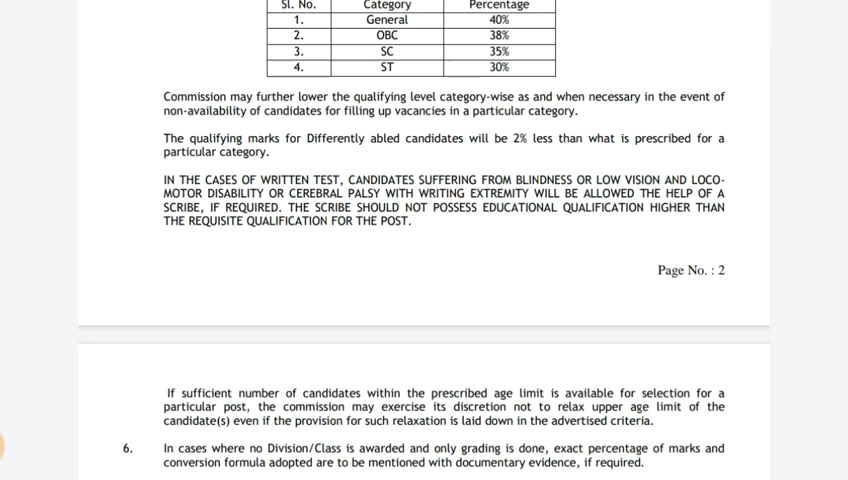 Sl. No. Category Percentage
1. General 40%
2. OBC 38%
3. SC 35%
4. ST 30%
Commission may further lower the qualifying level category-wise as and when necessary in the event of
non-availability of candidates for filling up vacancies in a particular category.
The qualifying marks for Differently abled candidates will be 2% less than what is prescribed for a
particular category.
IN THE CASES OF WRITTEN TEST, CANDIDATES SUFFERING FROM BLINDNESS OR LOW VISION AND LOCO-
MOTOR DISABILITY OR CEREBRAL PALSY WITH WRITING EXTREMITY WILL BE ALLOWED THE HELP OF A
SCRIBE, IF REQUIRED. THE SCRIBE SHOULD NOT POSSESS EDUCATIONAL QUALIFICATION HIGHER THAN
THE REQUISITE QUALIFICATION FOR THE POST.
Page No. : 2
If sufficient number of candidates within the prescribed age limit is available for selection for a
particular post, the commission may exercise its discretion not to relax upper age limit of the
candidate(s) even if the provision for such relaxation is laid down in the advertised criteria.
6. In cases where no Division/Class is awarded and only grading is done, exact percentage of marks and
conversion formula adopted are to be mentioned with documentary evidence, if required.